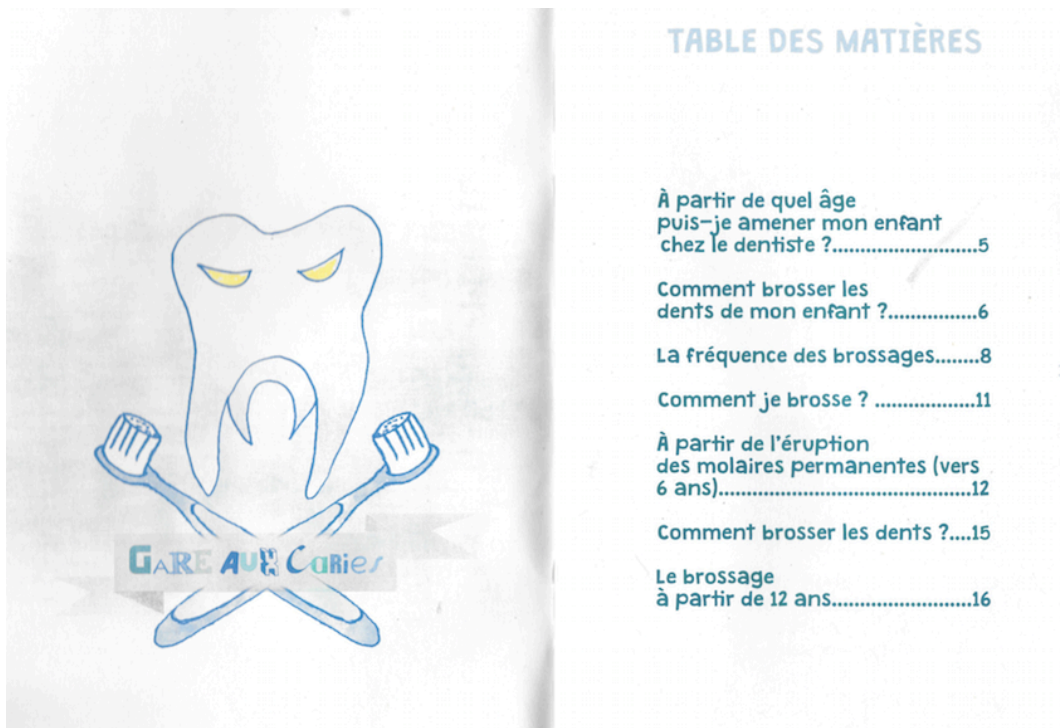 GARE AUX CARIES
TABLE DES MATIÈRES
À partir de quel âge
puis-je amener mon enfant
chez le dentiste ?..........................5
Comment brosser les
dents de mon enfant ?................6
La fréquence des brossages........8
Comment je brosse ? ..................11
À partir de l'éruption
des molaires permanentes (vers
6 ans).............................................12
Comment brosser les dents ?....15
Le brossage
à partir de 12 ans.........................16